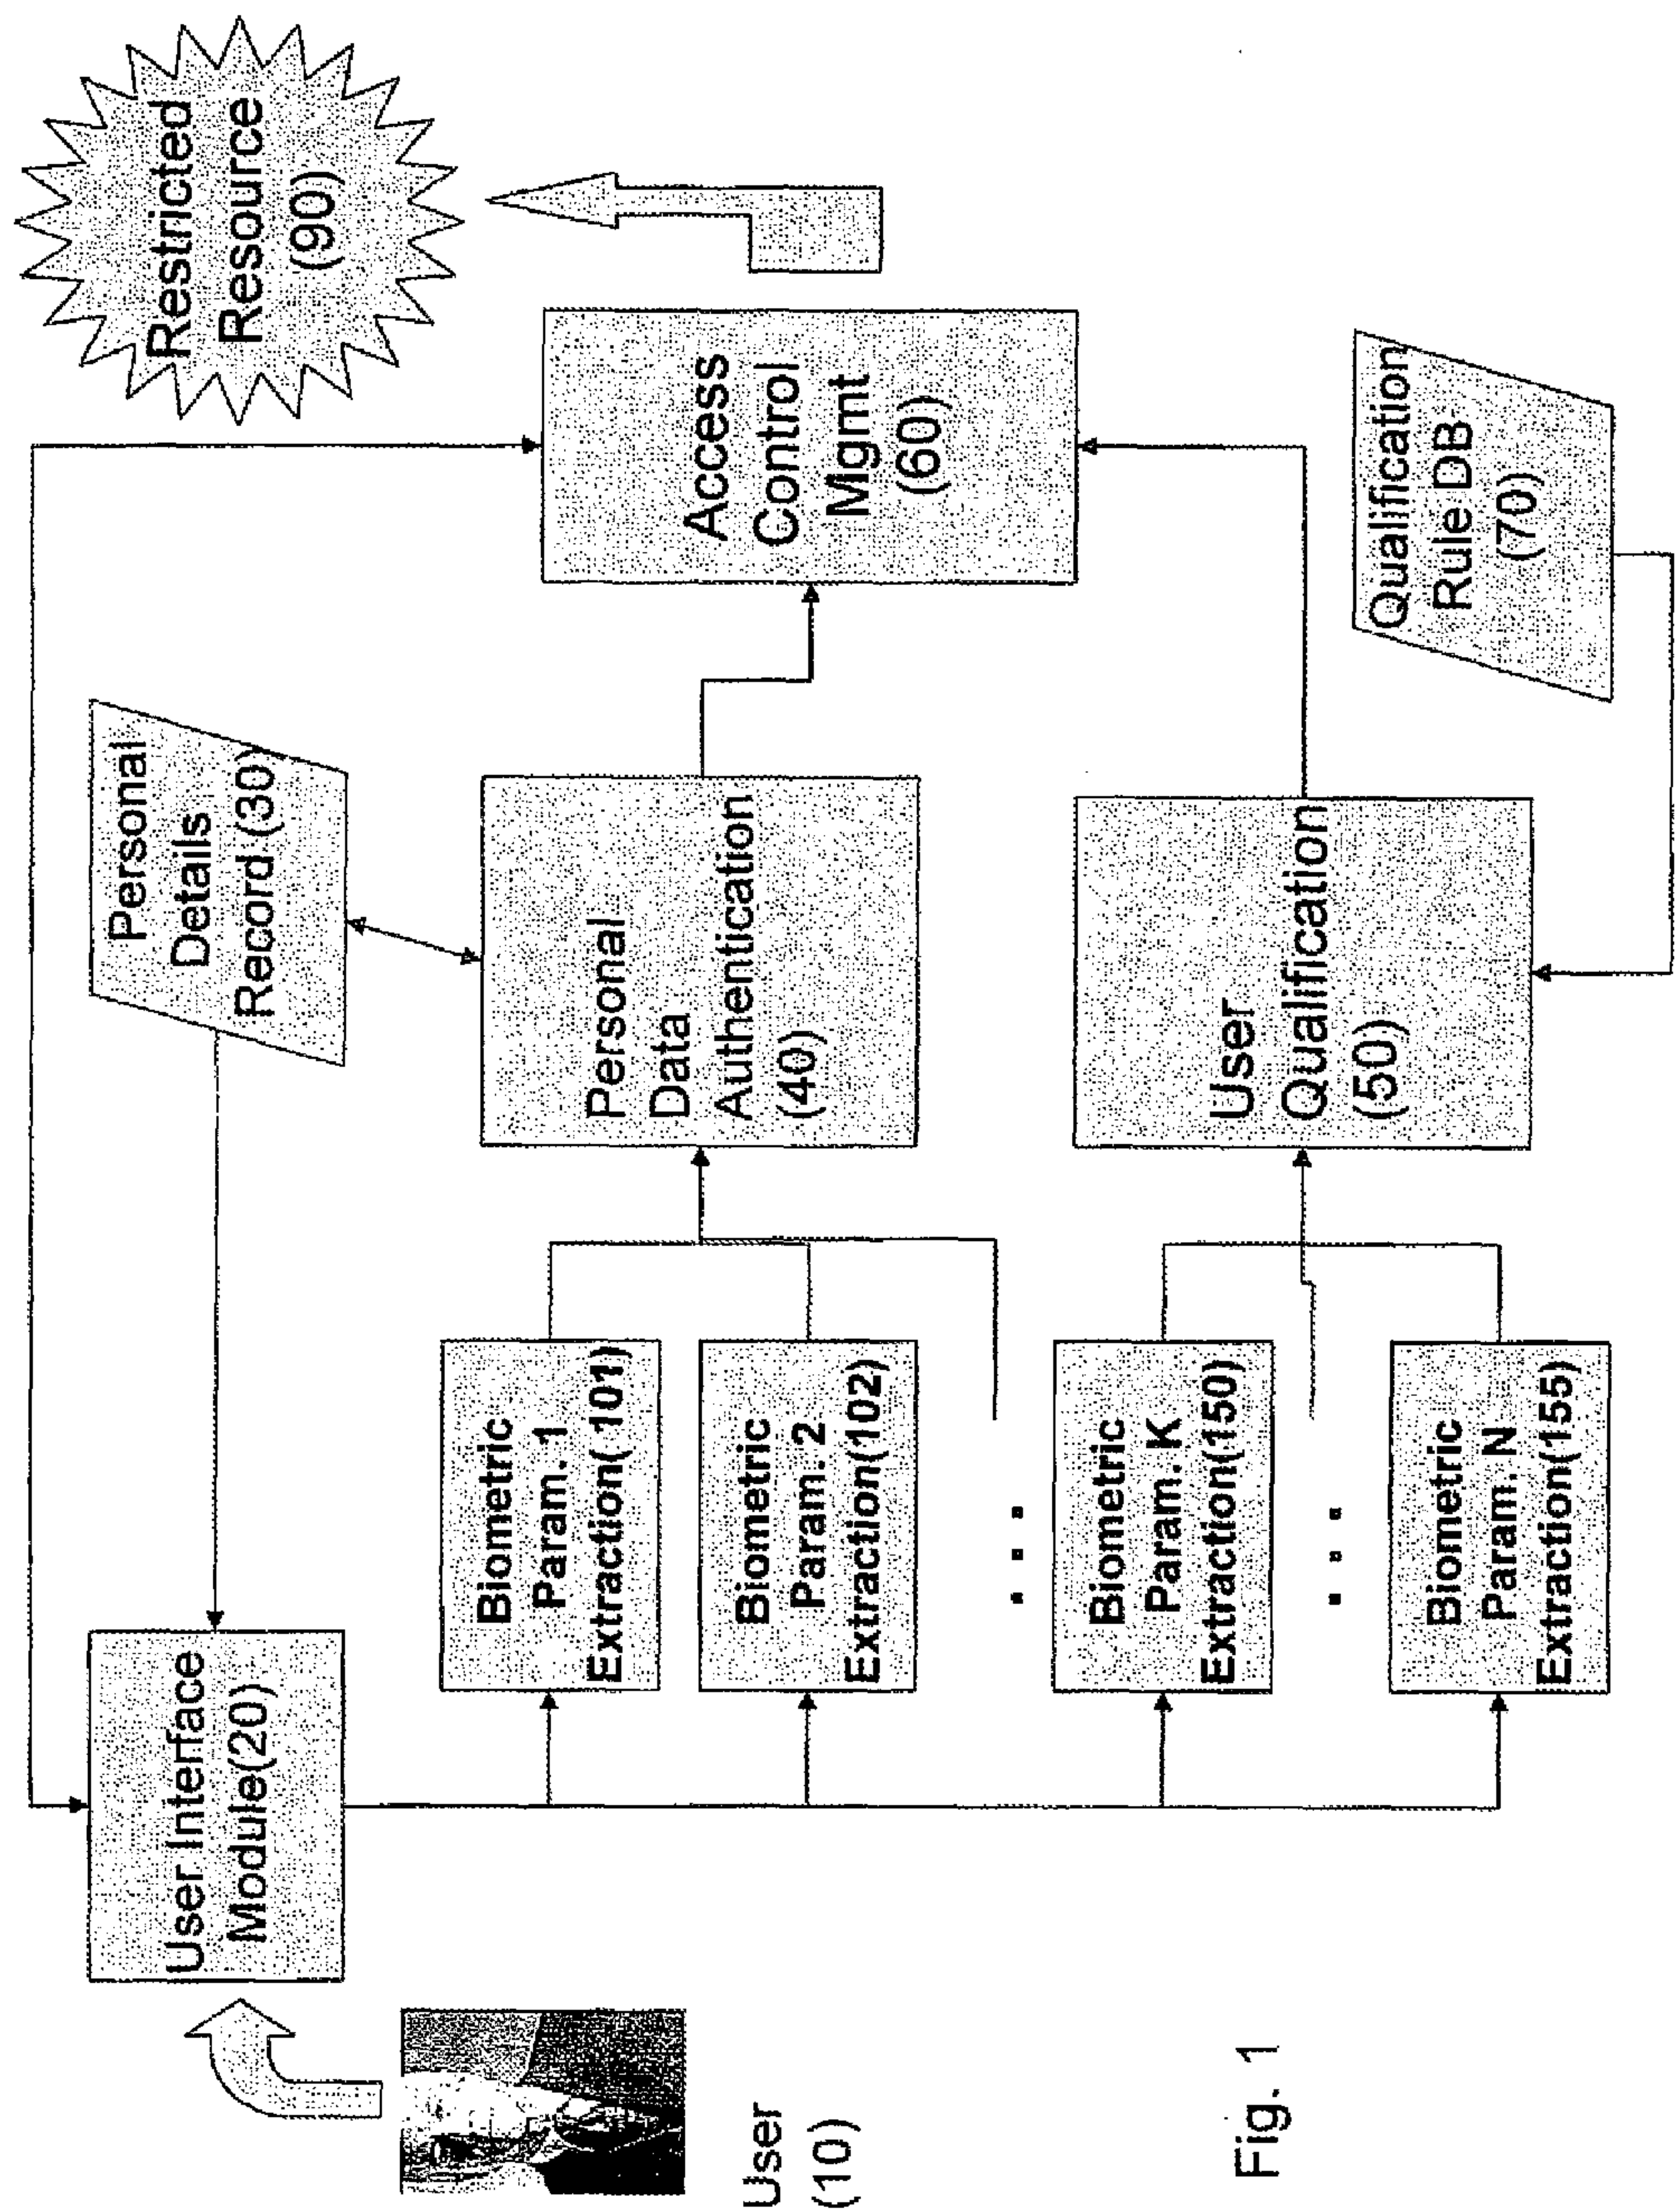 User
(10)
User Interface
Module(20)
Biometric
Param. 1
Extraction( 101)
Biometric
Param. 2
Extraction(102)
. . .
Biometric
Param. K
Extraction(150)
. . .
Biometric
Param. N
Extraction(155)
Personal
Details
Record (30)
Personal
Data
Authentication
(40)
User
Qualification
(50)
Access
Control
Mgmt
(60)
Qualification
Rule DB
(70)
Restricted
Resource
(90)
Fig. 1